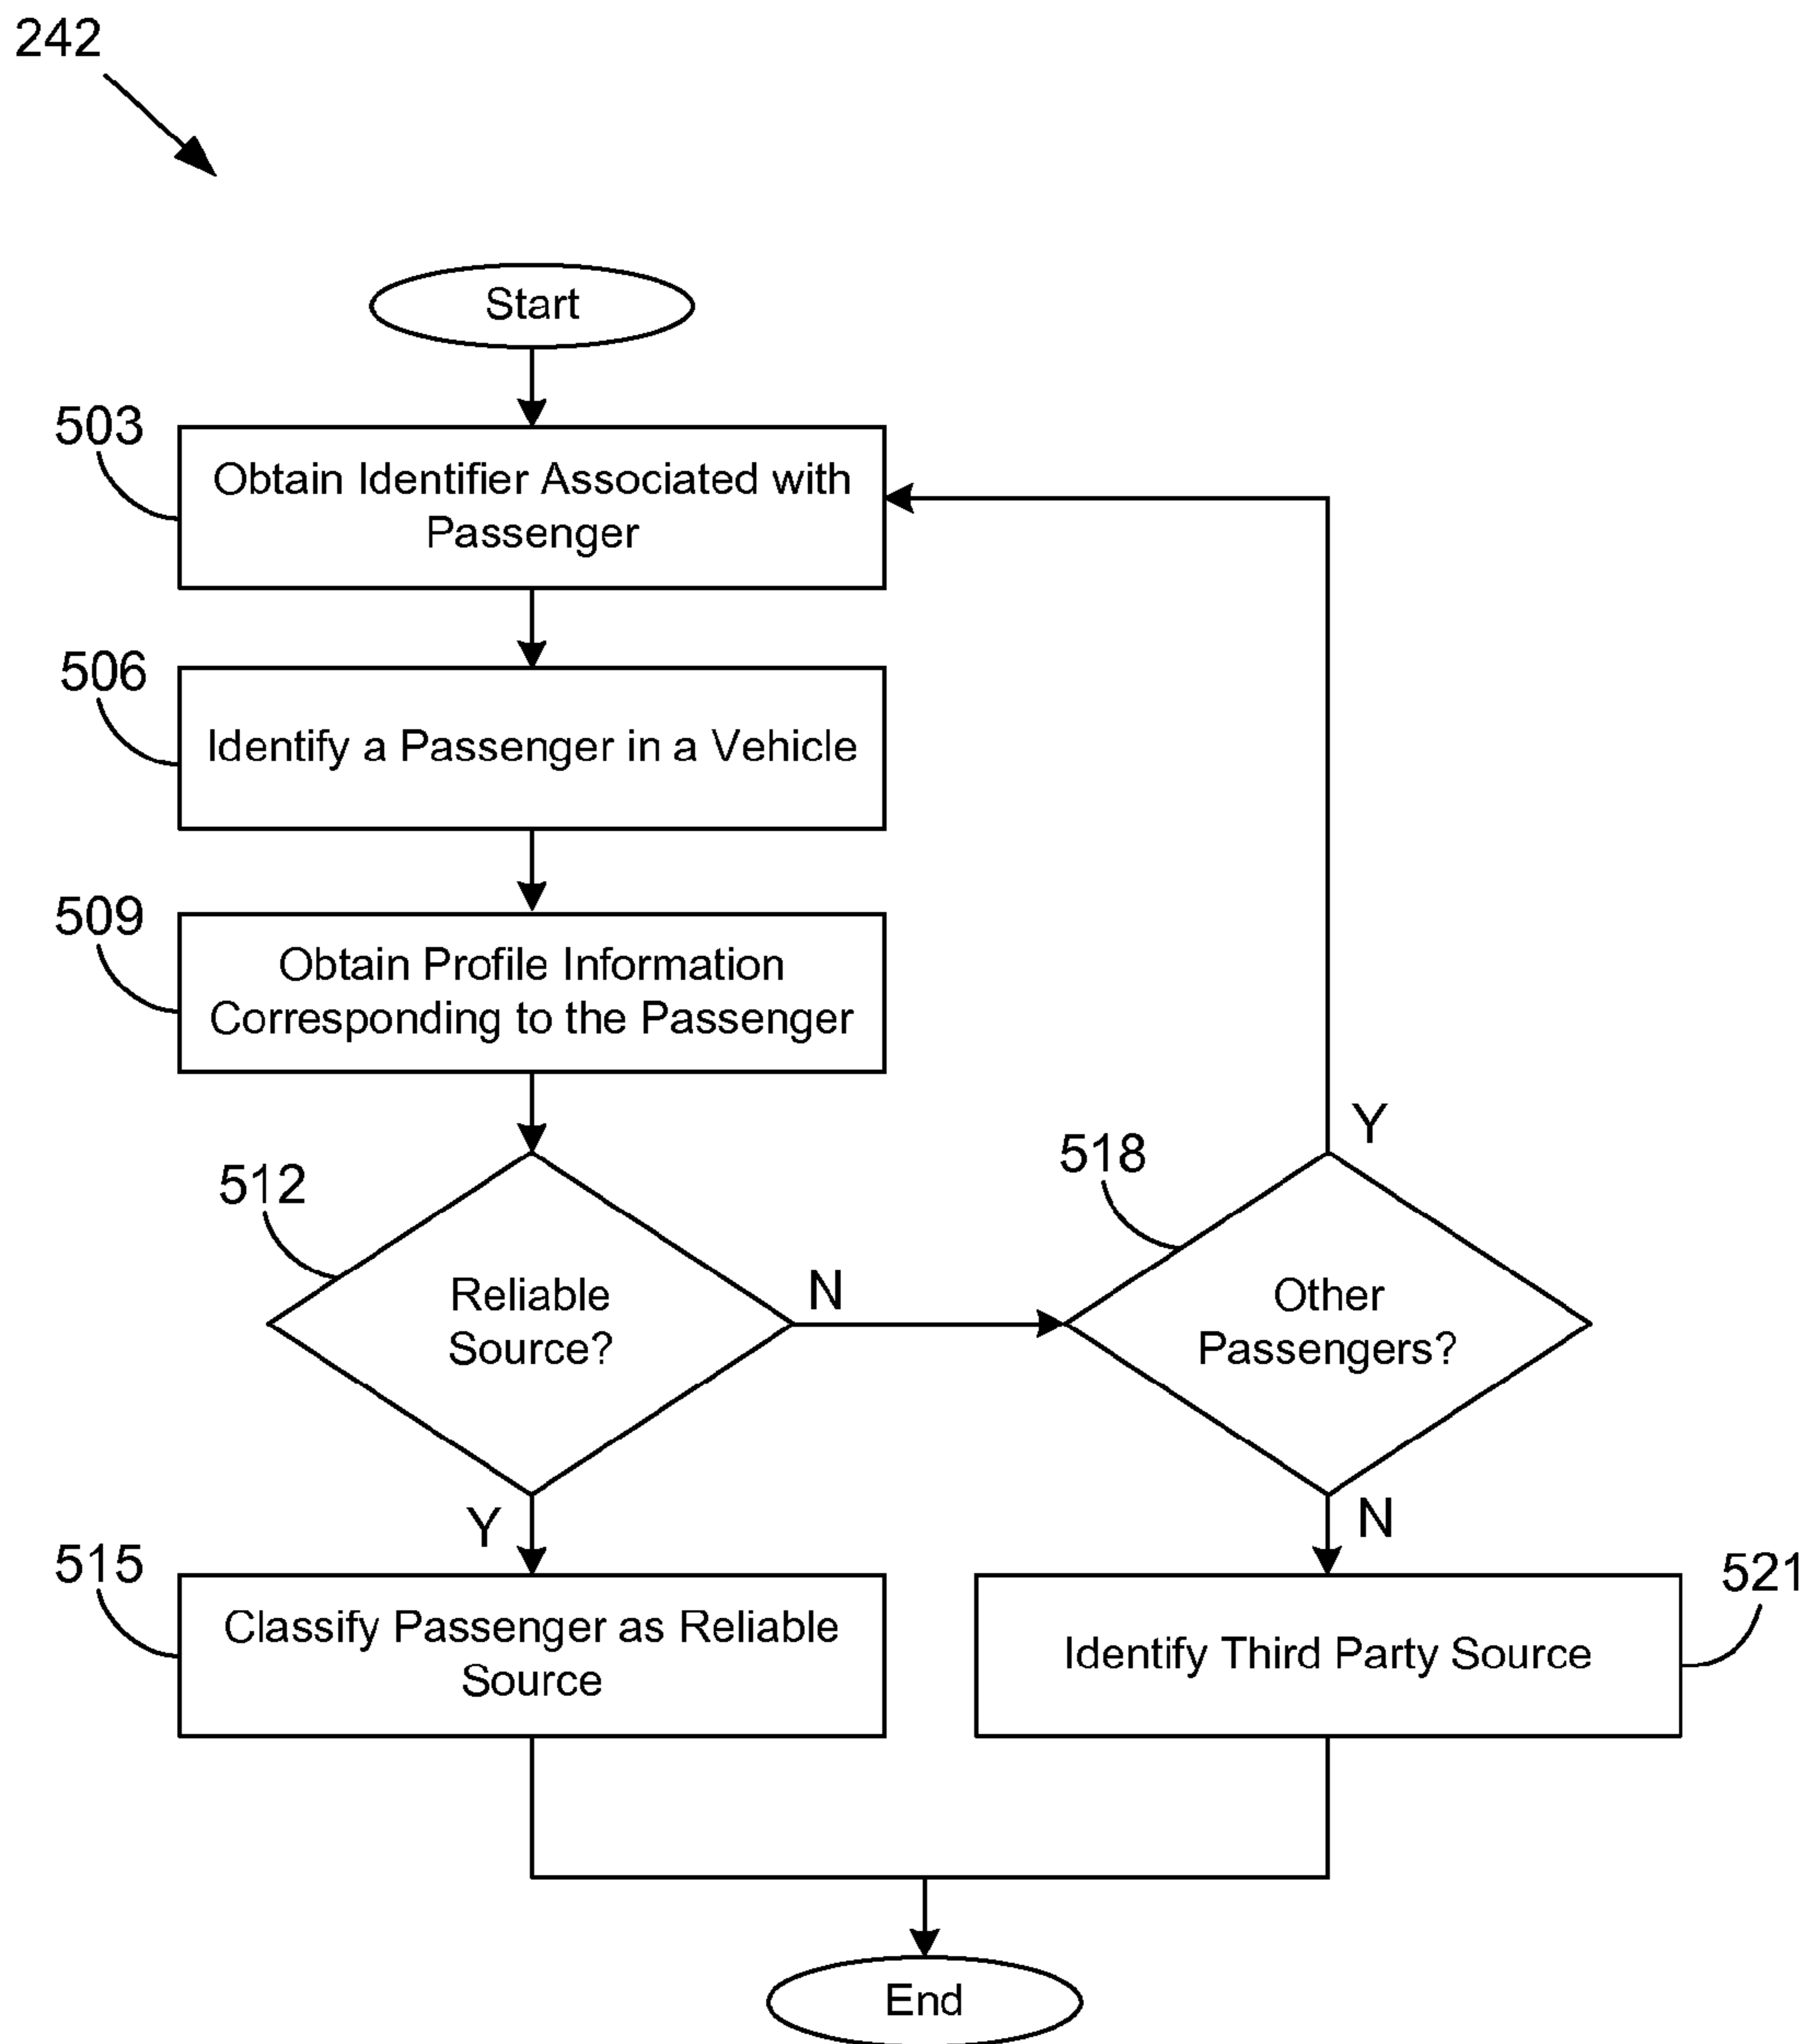 242
Start
503
Obtain Identifier Associated with
Passenger
506
Identify a Passenger in a Vehicle
509
Obtain Profile Information
Corresponding to the Passenger
512
Reliable
Source?
N
Y
518
Other
Passengers?
Y
N
515
Classify Passenger as Reliable
Source
521
Identify Third Party Source
End